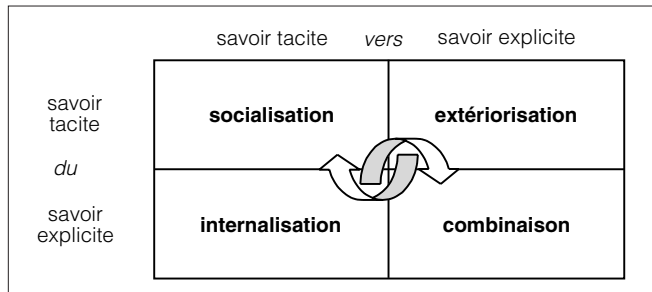 savoir tacite vers savoir explicite
savoir
tacite
socialisation extériorisation
du
savoir
explicite
internalisation combinaison